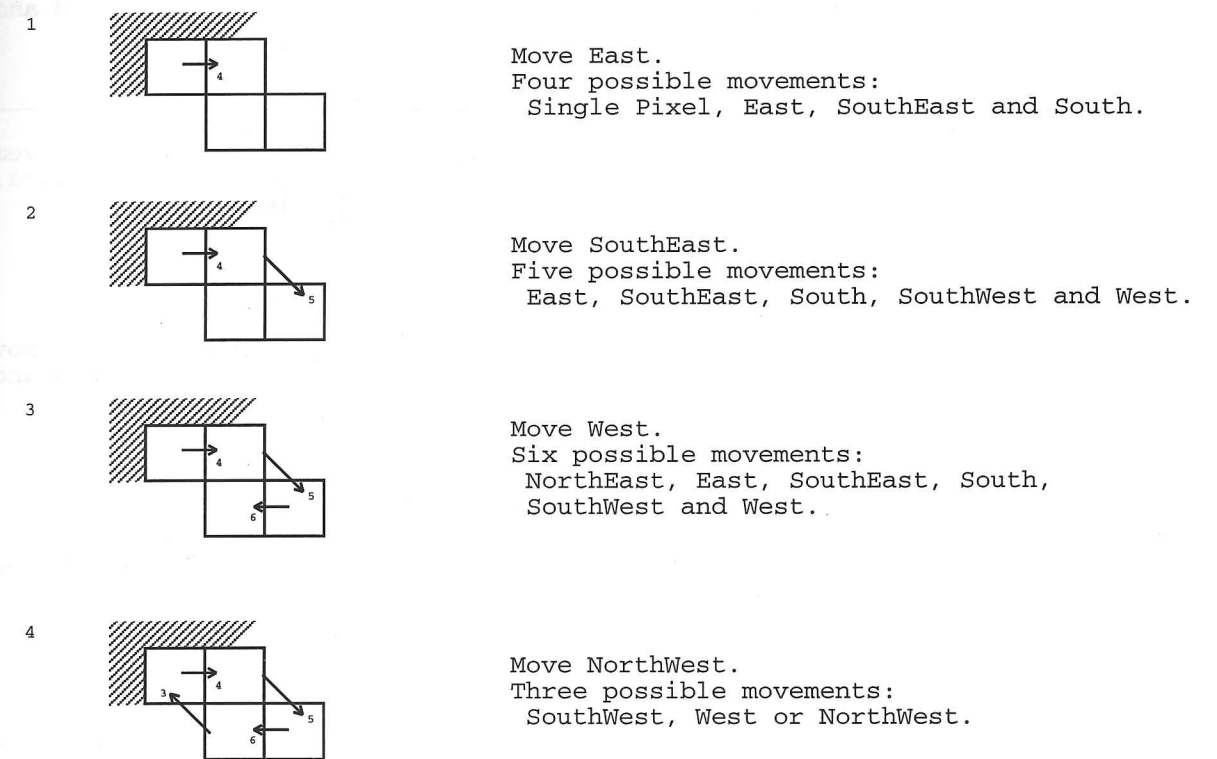 1
4
Move East.
Four possible movements:
Single Pixel, East, SouthEast and South.
2
4
5
Move SouthEast.
Five possible movements:
East, SouthEast, South, SouthWest and West.
3
4
5
6
Move West.
Six possible movements:
NorthEast, East, SouthEast, South,
SouthWest and West.
4
3
4
5
6
Move NorthWest.
Three possible movements:
SouthWest, West or NorthWest.